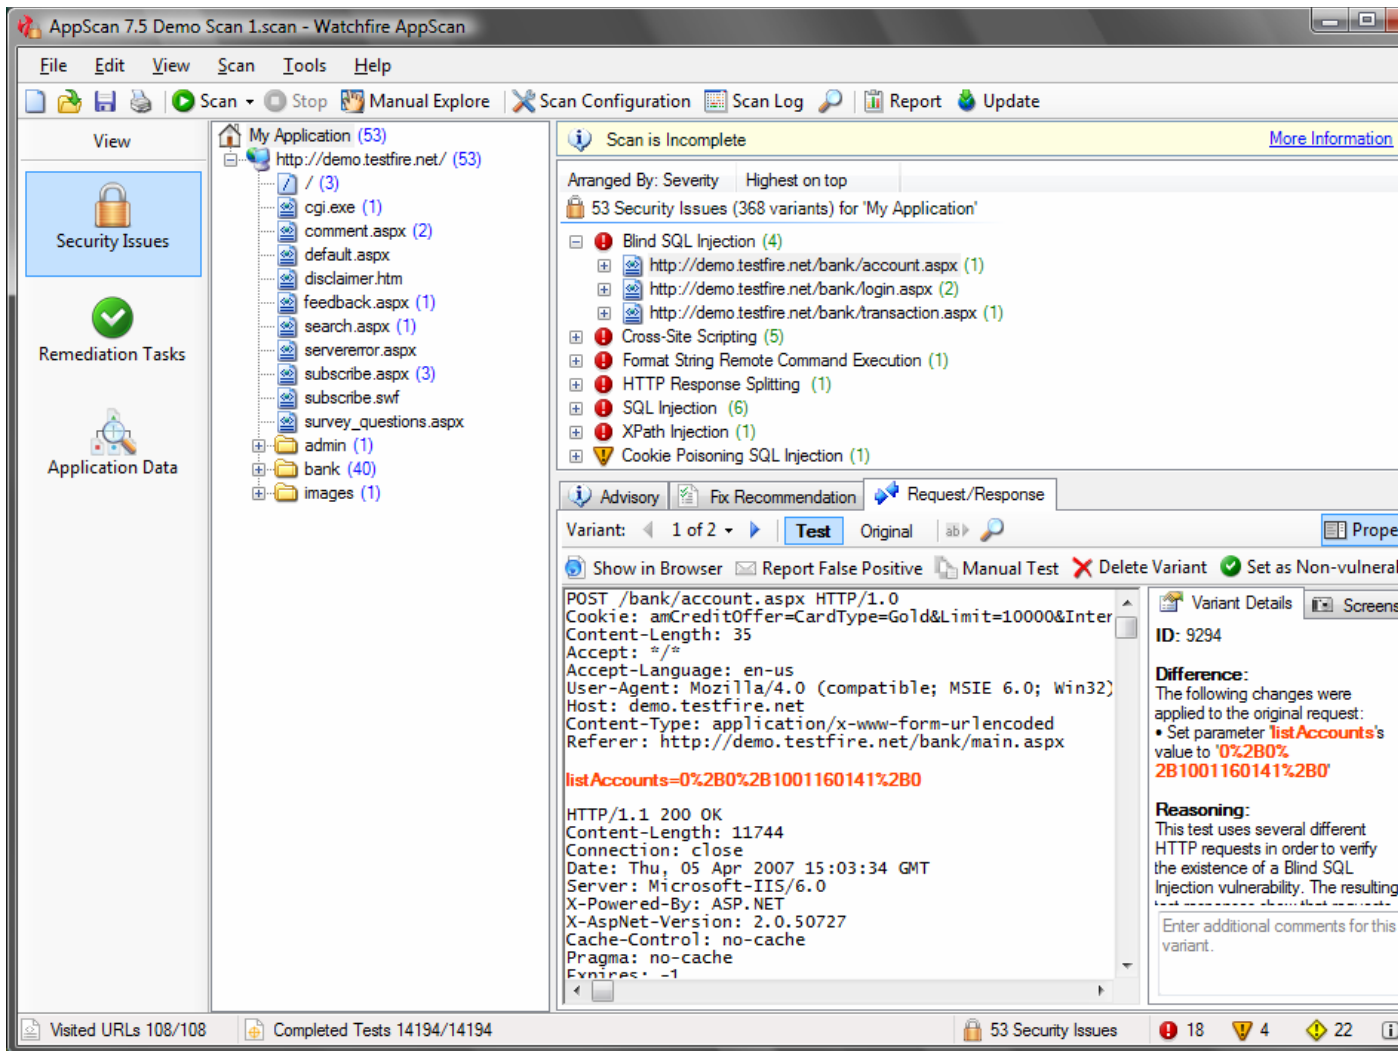 AppScan 7.5 Demo Scan 1.scan - Watchfire AppScan
File Edit View Scan Tools Help
Scan Stop Manual Explore Scan Configuration Scan Log Report Update
View
Security Issues
Remediation Tasks
Application Data
My Application (53)
http://demo.testfire.net/ (53)
/ (3)
cgi.exe (1)
comment.aspx (2)
default.aspx
disclaimer.htm
feedback.aspx (1)
search.aspx (1)
servererror.aspx
subscribe.aspx (3)
subscribe.swf
survey_questions.aspx
admin (1)
bank (40)
images (1)
Scan is Incomplete More Information
Arranged By: Severity Highest on top
53 Security Issues (368 variants) for 'My Application'
Blind SQL Injection (4)
http://demo.testfire.net/bank/account.aspx (1)
http://demo.testfire.net/bank/login.aspx (2)
http://demo.testfire.net/bank/transaction.aspx (1)
Cross-Site Scripting (5)
Format String Remote Command Execution (1)
HTTP Response Splitting (1)
SQL Injection (6)
XPath Injection (1)
Cookie Poisoning SQL Injection (1)
Advisory Fix Recommendation Request/Response
Variant: 1 of 2 Test Original ab Prope
Show in Browser Report False Positive Manual Test Delete Variant Set as Non-vulneral
POST /bank/account.aspx HTTP/1.0
Cookie: amCreditOffer=CardType=Gold&Limit=10000&Inter
Content-Length: 35
Accept: */*
Accept-Language: en-us
User-Agent: Mozilla/4.0 (compatible; MSIE 6.0; Win32)
Host: demo.testfire.net
Content-Type: application/x-www-form-urlencoded
Referer: http://demo.testfire.net/bank/main.aspx
listAccounts=0%2B0%2B1001160141%2B0
HTTP/1.1 200 OK
Content-Length: 11744
Connection: close
Date: Thu, 05 Apr 2007 15:03:34 GMT
Server: Microsoft-IIS/6.0
X-Powered-By: ASP.NET
X-AspNet-Version: 2.0.50727
Cache-Control: no-cache
Pragma: no-cache
Expires: -1
Variant Details Screens
ID: 9294
Difference:
The following changes were
applied to the original request:
• Set parameter 'listAccounts's
value to '0%2B0%
2B1001160141%2B0'
Reasoning:
This test uses several different
HTTP requests in order to verify
the existence of a Blind SQL
Injection vulnerability. The resulting
test responses show that requests
Enter additional comments for this
variant.
Visited URLs 108/108 Completed Tests 14194/14194 53 Security Issues 18 4 22